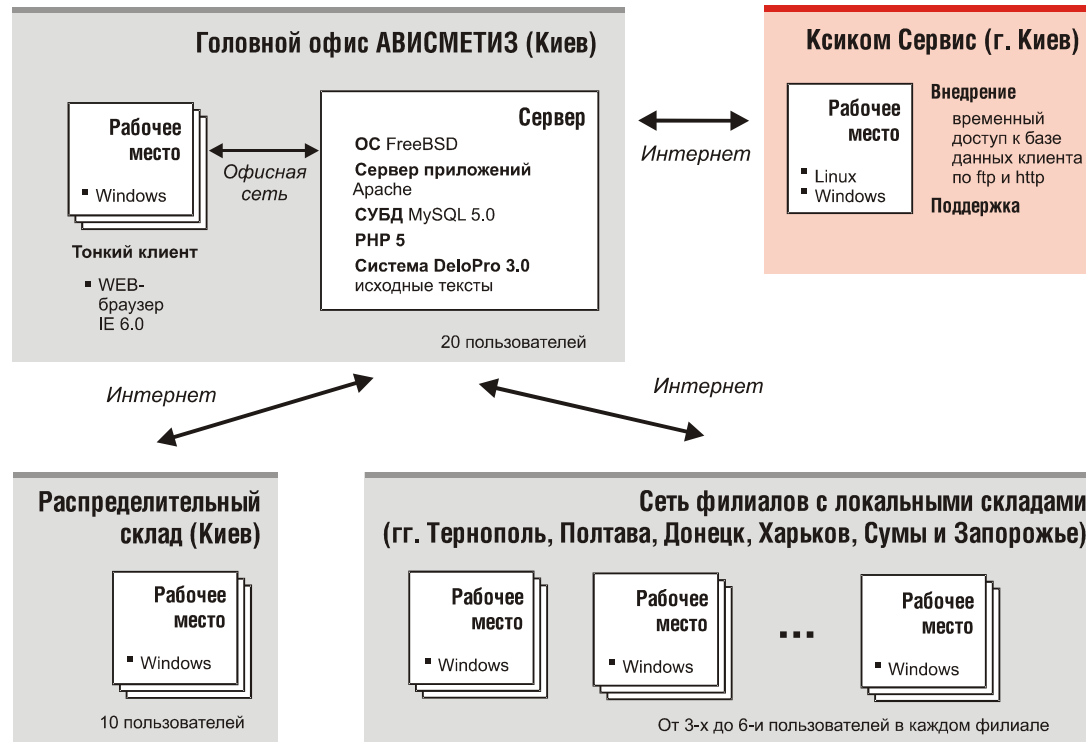 Головной офис АВИСМЕТИЗ (Киев)
Рабочее
место
Windows
Тонкий клиент
WEB-
браузер
IE 6.0
Офисная
сеть
Сервер
ОС FreeBSD
Сервер приложений
Apache
СУБД MySQL 5.0
PHP 5
Система DeloPro 3.0
исходные тексты
20 пользователей
Интернет
Ксиком Сервис (г. Киев)
Рабочее
место
Linux
Windows
Внедрение
временный
доступ к базе
данных клиента
по ftp и http
Поддержка
Интернет
Интернет
Распределительный
склад (Киев)
Рабочее
место
Windows
10 пользователей
Сеть филиалов с локальными складами
(гг. Тернополь, Полтава, Донецк, Харьков, Сумы и Запорожье)
Рабочее
место
Windows
Рабочее
место
Windows
...
Рабочее
место
Windows
От 3-х до 6-и пользователей в каждом филиале